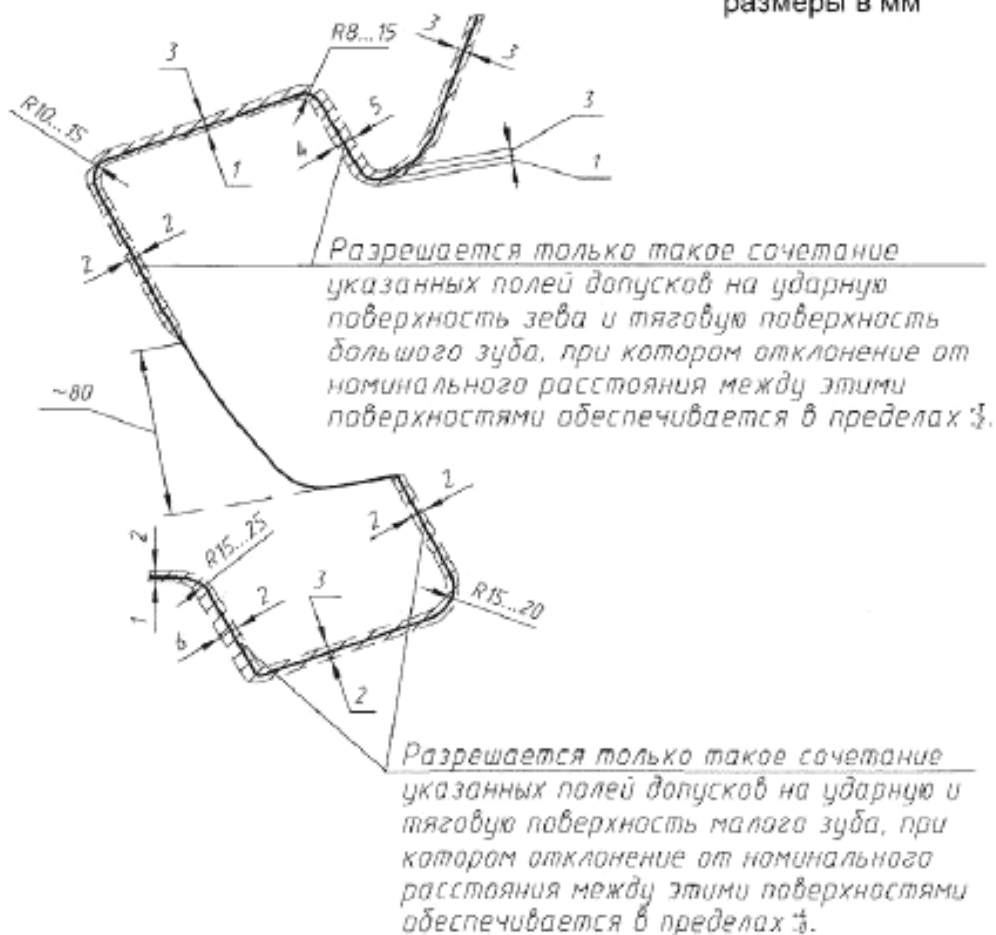 размеры в мм
R8...15
3
3
3
R10...15
5
3
1
1
2
2
Разрешается только такое сочетание
указанных полей допусков на ударную
поверхность зева и тяговую поверхность
большого зуба, при котором отклонение от
номинального расстояния между этими
поверхностями обеспечивается в пределах
~80
2
2
2
R15...25
3
2
R15...20
1
2
Разрешается только такое сочетание
указанных полей допусков на ударную и
тяговую поверхность малого зуба, при
котором отклонение от номинального
расстояния между этими поверхностями
обеспечивается в пределах